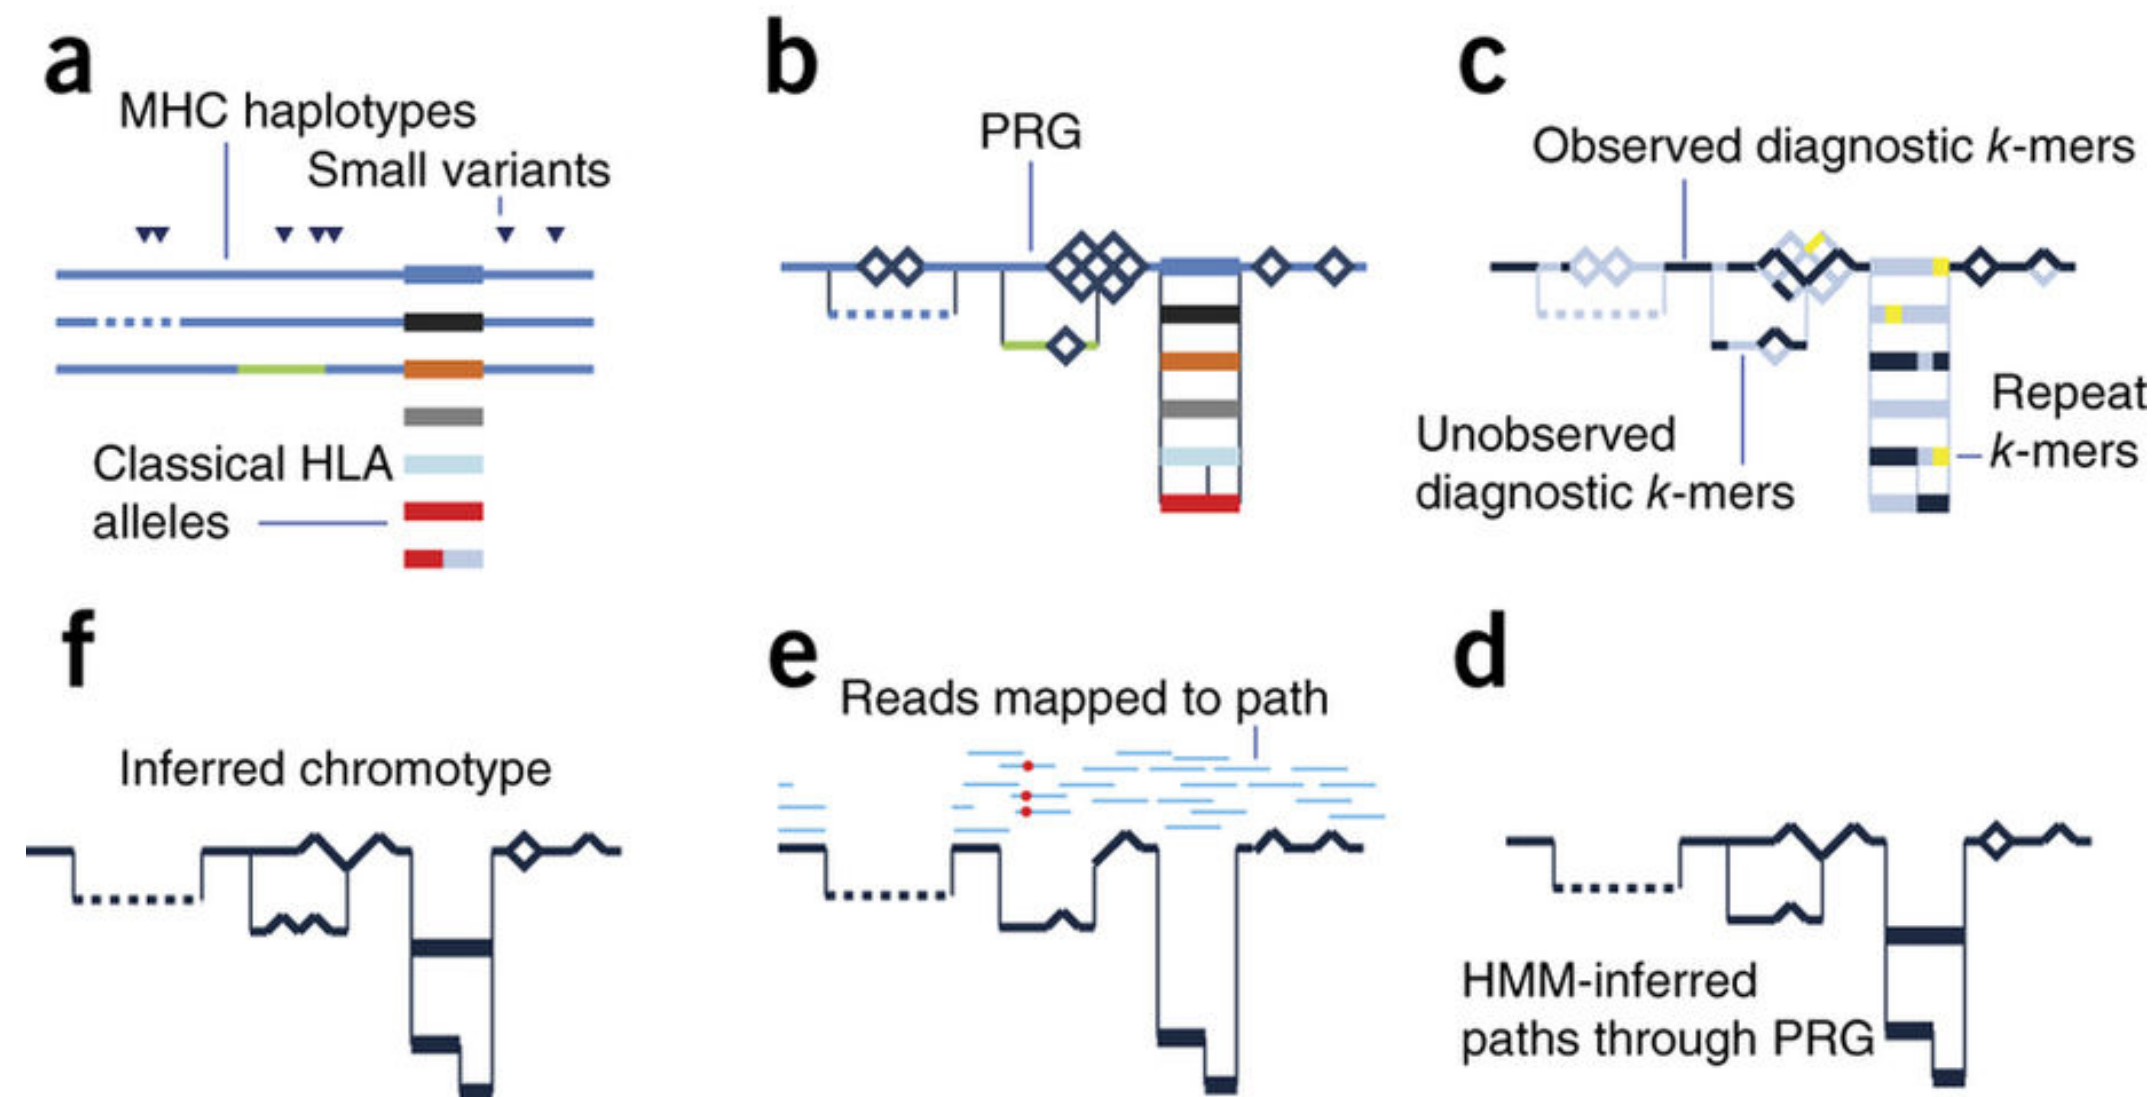 a
MHC haplotypes
Small variants
Classical HLA
alleles
b
PRG
c
Observed diagnostic k-mers
Unobserved
diagnostic k-mers
Repeat
k-mers
f
Inferred chromotype
e
Reads mapped to path
d
HMM-inferred
paths through PRG